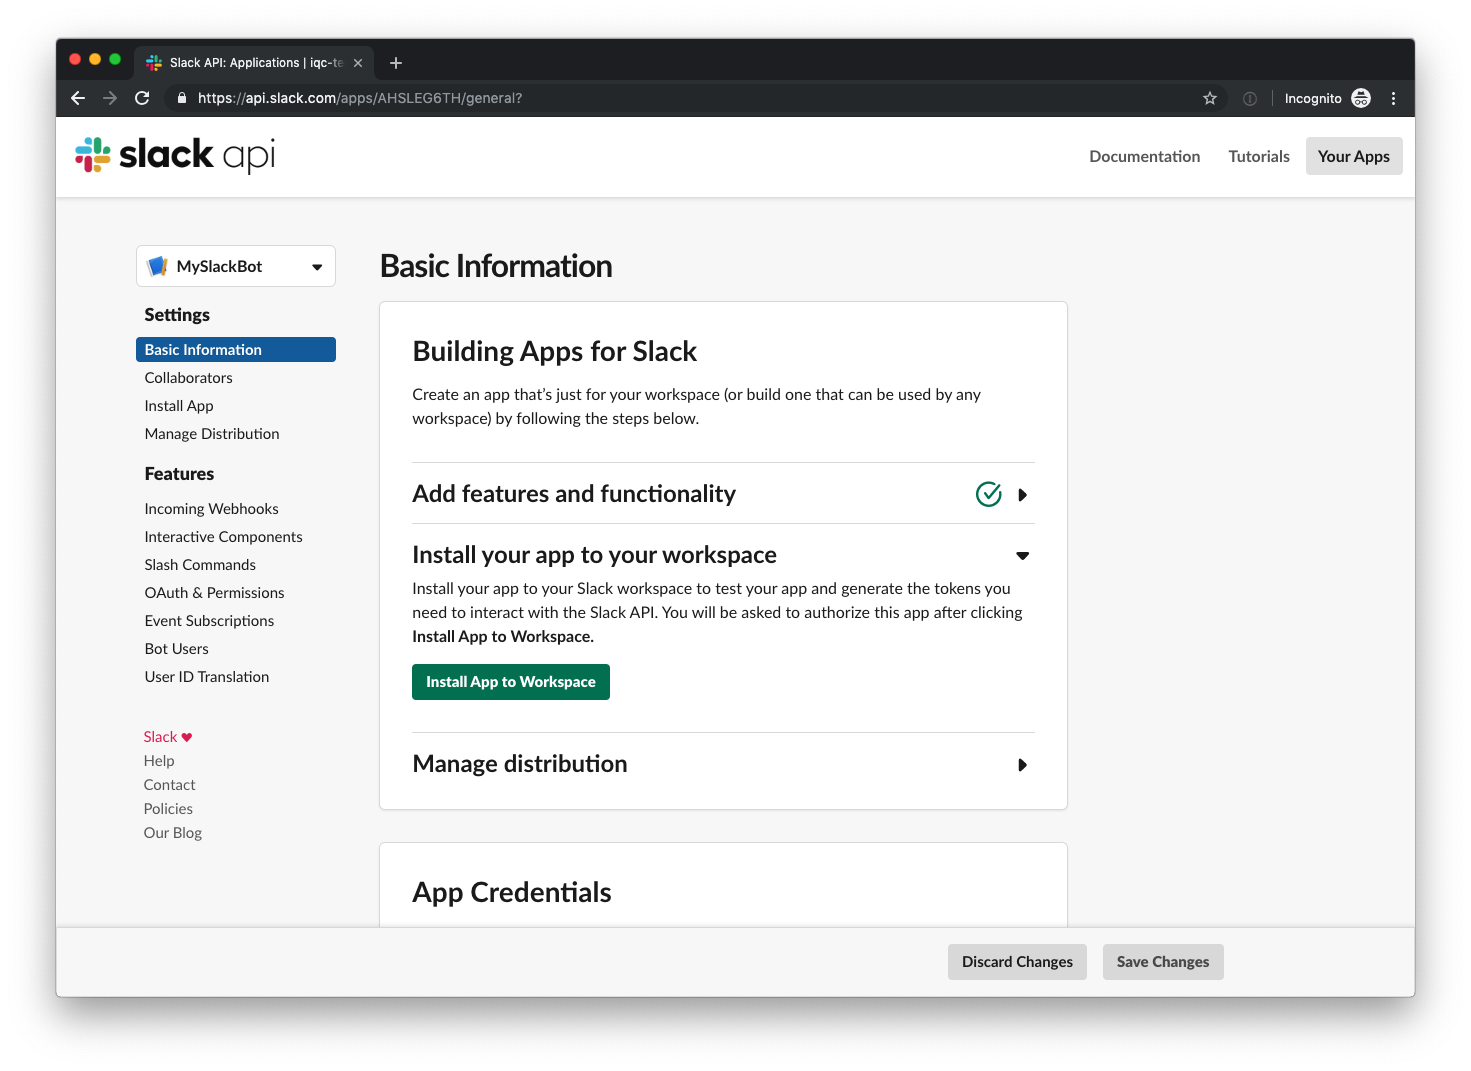 Slack API: Applications | iqc-te
https://api.slack.com/apps/AHSLEG6TH/general?
Incognito
slack api
Documentation
Tutorials
Your Apps
MySlackBot
Settings
Basic Information
Collaborators
Install App
Manage Distribution
Features
Incoming Webhooks
Interactive Components
Slash Commands
OAuth & Permissions
Event Subscriptions
Bot Users
User ID Translation
Slack ♥
Help
Contact
Policies
Our Blog
Basic Information
Building Apps for Slack
Create an app that’s just for your workspace (or build one that can be used by any
workspace) by following the steps below.
Add features and functionality
Install your app to your workspace
Install your app to your Slack workspace to test your app and generate the tokens you
need to interact with the Slack API. You will be asked to authorize this app after clicking
Install App to Workspace.
Install App to Workspace
Manage distribution
App Credentials
Discard Changes
Save Changes